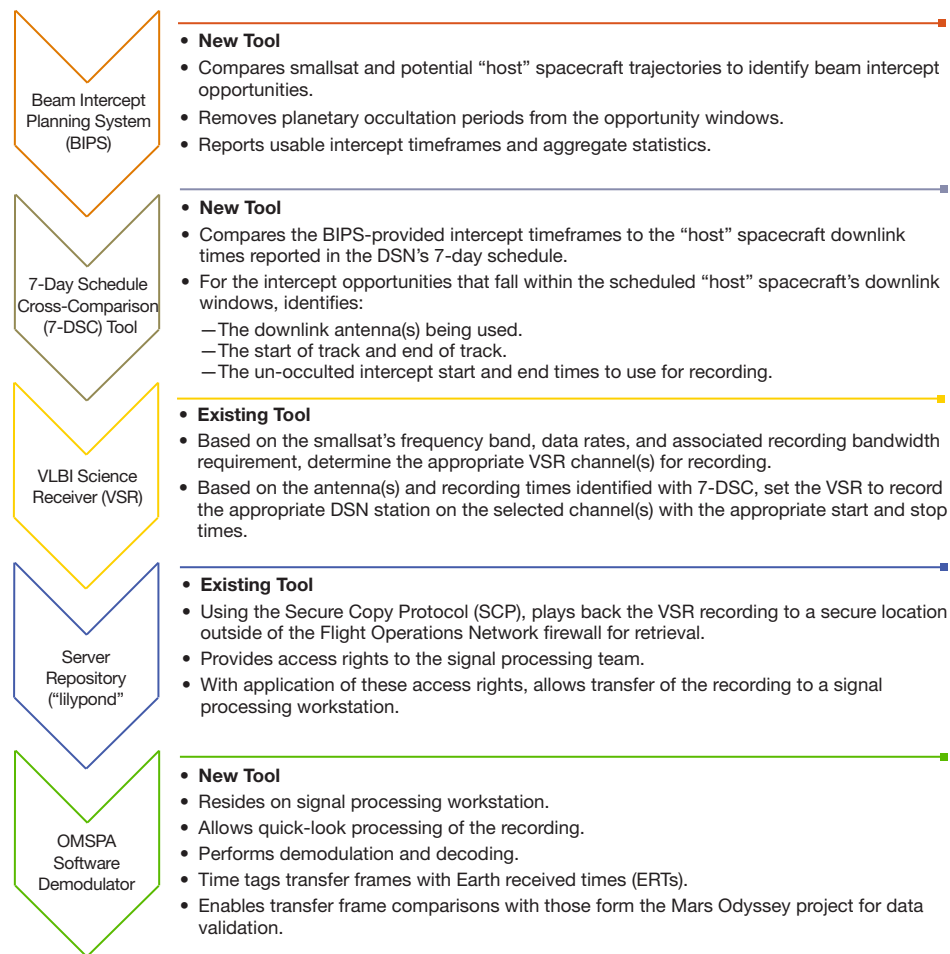 Beam Intercept
Planning System
(BIPS)
• New Tool
• Compares smallsat and potential “host” spacecraft trajectories to identify beam intercept
opportunities.
• Removes planetary occultation periods from the opportunity windows.
• Reports usable intercept timeframes and aggregate statistics.
7-Day Schedule
Cross-Comparison
(7-DSC) Tool
• New Tool
• Compares the BIPS-provided intercept timeframes to the “host” spacecraft downlink
times reported in the DSN’s 7-day schedule.
• For the intercept opportunities that fall within the scheduled “host” spacecraft’s downlink
windows, identifies:
—The downlink antenna(s) being used.
—The start of track and end of track.
—The un-occulted intercept start and end times to use for recording.
VLBI Science
Receiver (VSR)
• Existing Tool
• Based on the smallsat’s frequency band, data rates, and associated recording bandwidth
requirement, determine the appropriate VSR channel(s) for recording.
• Based on the antenna(s) and recording times identified with 7-DSC, set the VSR to record
the appropriate DSN station on the selected channel(s) with the appropriate start and stop
times.
Server
Repository
(“lilypond”
• Existing Tool
• Using the Secure Copy Protocol (SCP), plays back the VSR recording to a secure location
outside of the Flight Operations Network firewall for retrieval.
• Provides access rights to the signal processing team.
• With application of these access rights, allows transfer of the recording to a signal
processing workstation.
OMSPA
Software
Demodulator
• New Tool
• Resides on signal processing workstation.
• Allows quick-look processing of the recording.
• Performs demodulation and decoding.
• Time tags transfer frames with Earth received times (ERTs).
• Enables transfer frame comparisons with those form the Mars Odyssey project for data
validation.